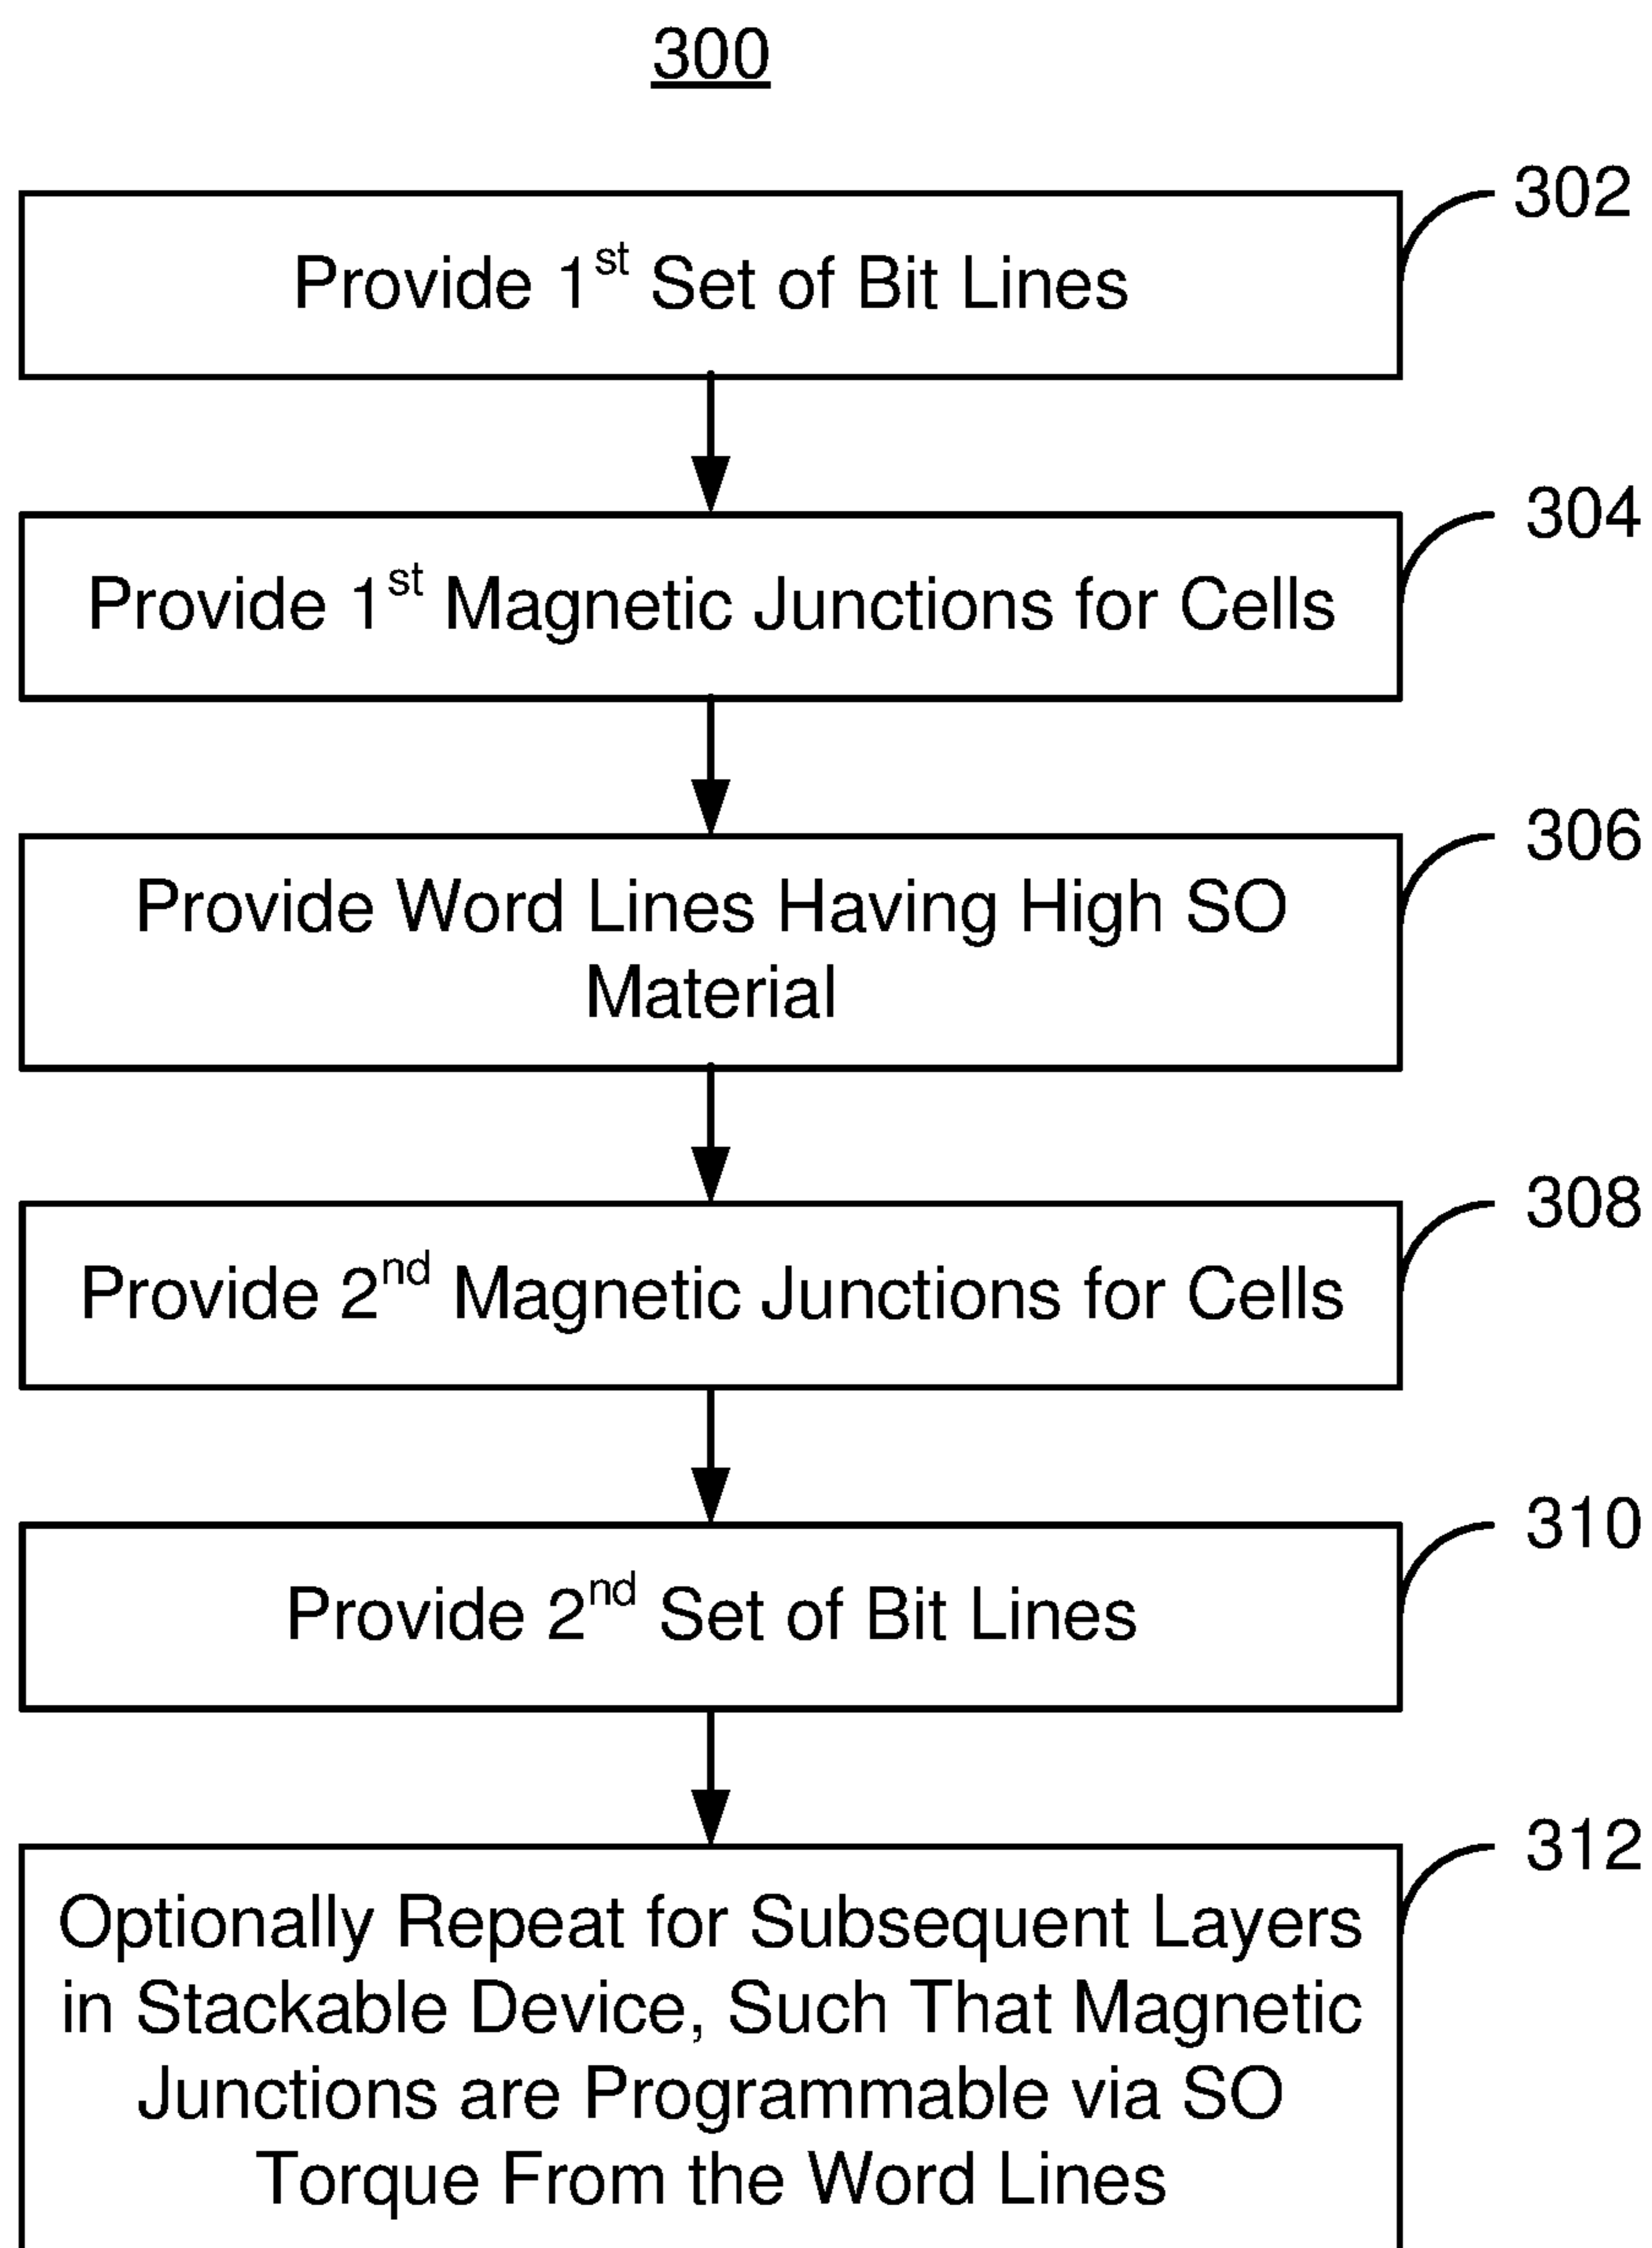 300
302
Provide 1st Set of Bit Lines
304
Provide 1st Magnetic Junctions for Cells
306
Provide Word Lines Having High SO
Material
308
Provide 2nd Magnetic Junctions for Cells
310
Provide 2nd Set of Bit Lines
312
Optionally Repeat for Subsequent Layers
in Stackable Device, Such That Magnetic
Junctions are Programmable via SO
Torque From the Word Lines